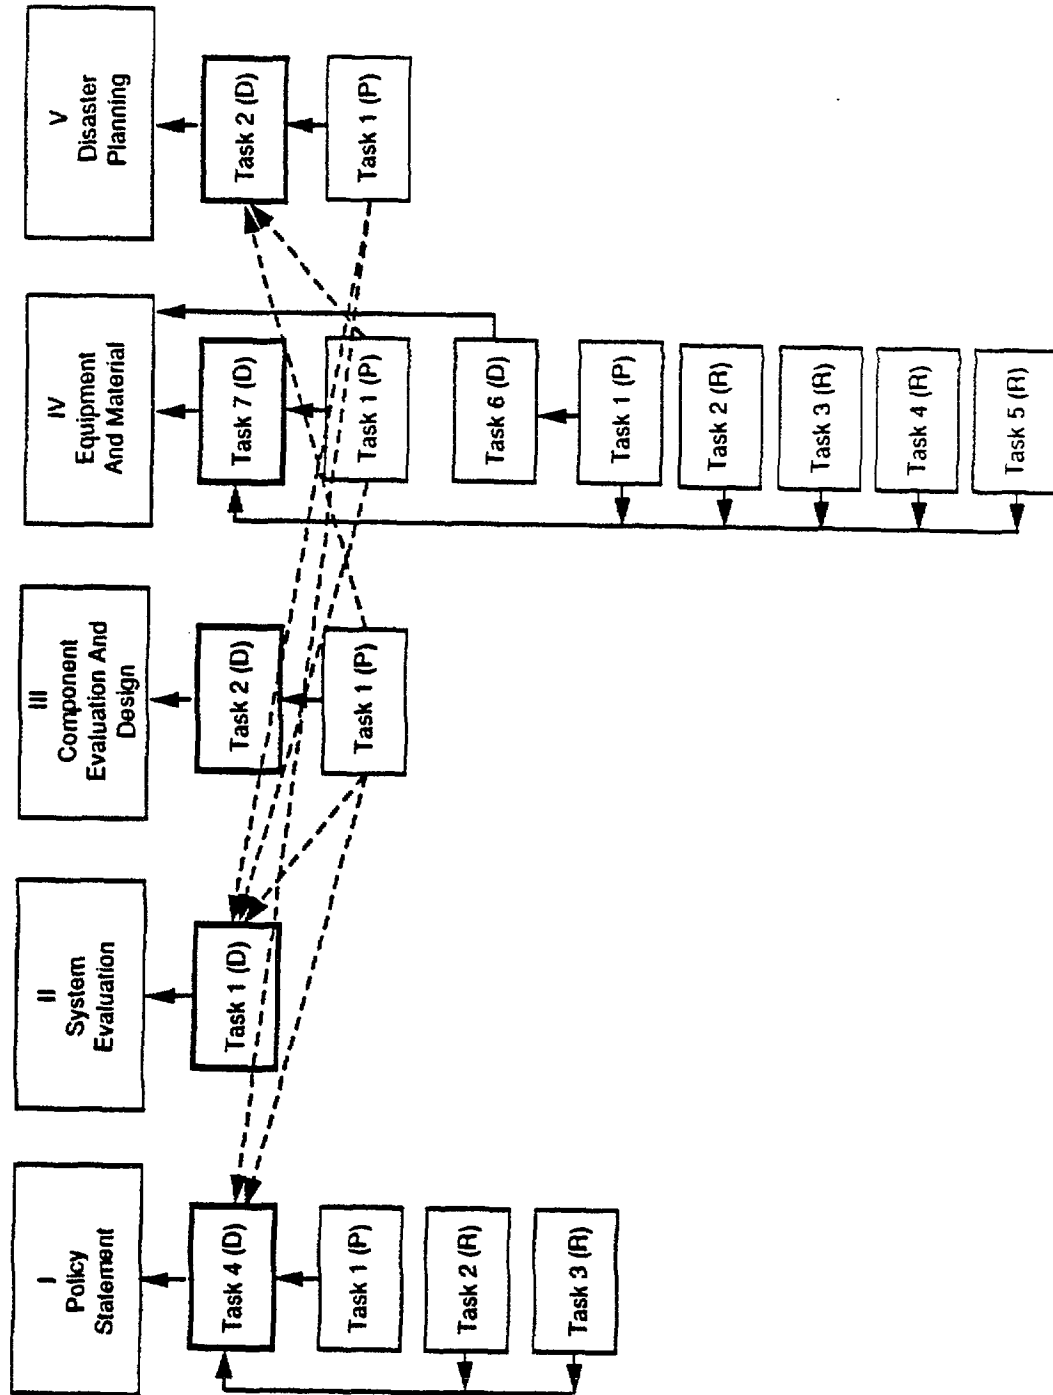 I
Policy
Statement
Task 4 (D)
Task 1 (P)
Task 2 (R)
Task 3 (R)
II
System
Evaluation
Task 1 (D)
III
Component
Evaluation And
Design
Task 2 (D)
Task 1 (P)
IV
Equipment
And Material
Task 7 (D)
Task 1 (P)
Task 6 (D)
Task 1 (P)
Task 2 (R)
Task 3 (R)
Task 4 (R)
Task 5 (R)
V
Disaster
Planning
Task 2 (D)
Task 1 (P)